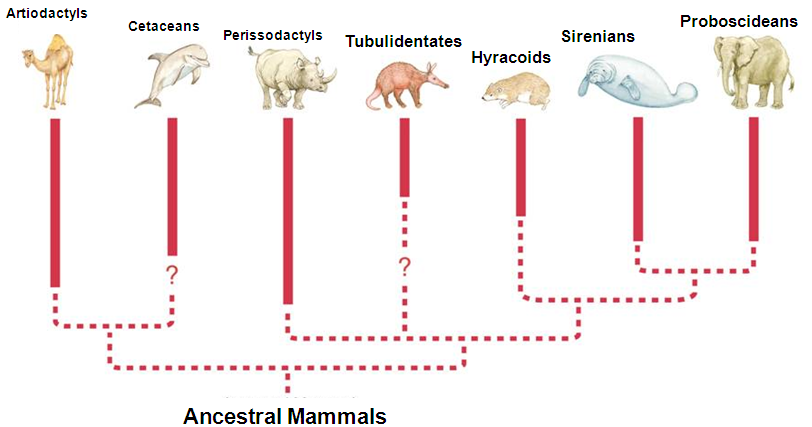 Artiodactyls
Cetaceans
Perissodactyls
Tubulidentates
Hyracoids
Sirenians
Proboscideans
?
?
Ancestral Mammals